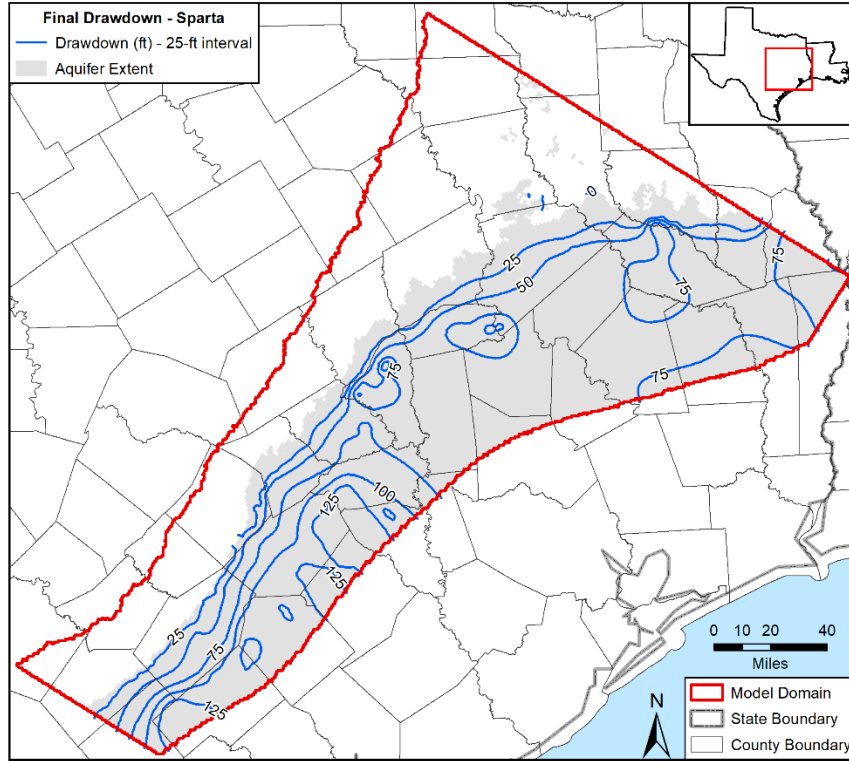 Final Drawdown - Sparta
Drawdown (ft) - 25-ft interval
Aquifer Extent
0
25
50
75
75
75
75
100
125
125
25
75
125
0 10 20 40
Miles
N
Model Domain
State Boundary
County Boundary